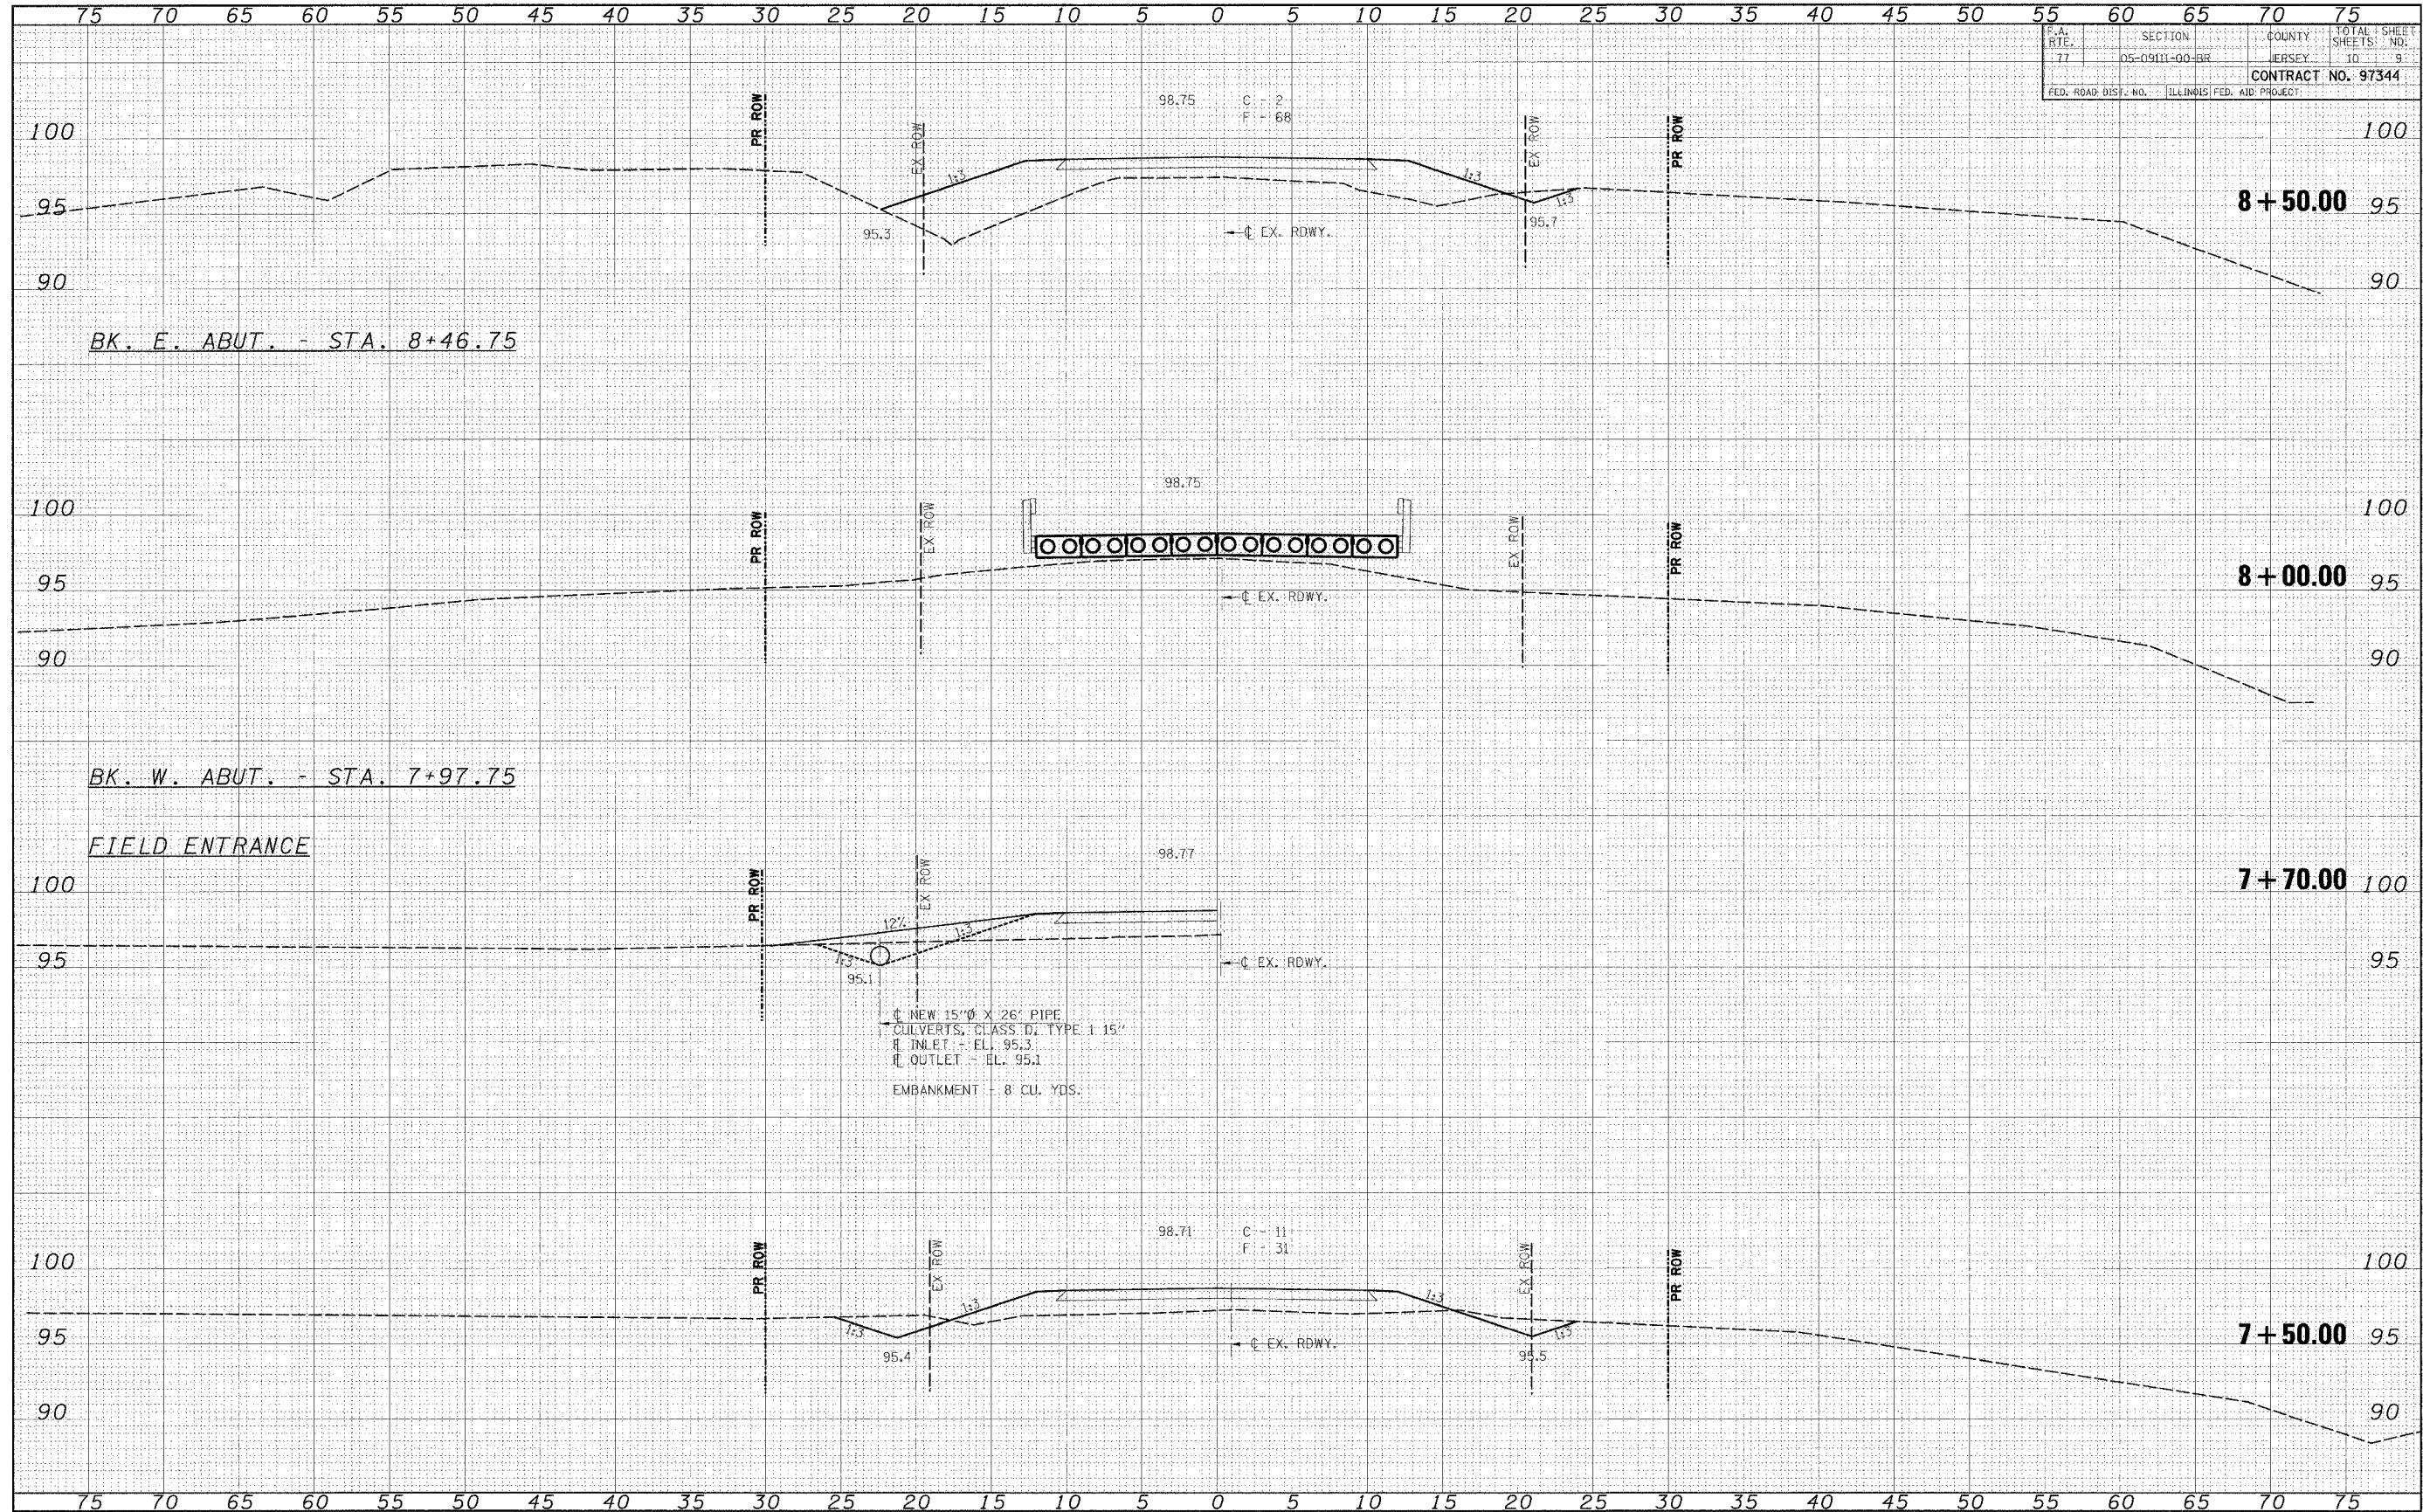 75 70 65 60 55 50 45 40 35 30 25 20 15 10 5 0 5 10 15 20 25 30 35 40 45 50 55 60 65 70 75
F.A. RTE. SECTION COUNTY TOTAL SHEETS SHEET NO.
77 05-09111-00-BR JERSEY 10 9
CONTRACT NO. 97344
FED. ROAD DIST. NO. ILLINOIS FED. AID PROJECT
98.75 C - 2
F - 68
PR ROW
EX ROW
EX ROW
PR ROW
100 100
1:3
1:3
1:3
95 8+50.00 95
95.3
95.7
℄ EX. RDWY.
90 90
BK. E. ABUT. - STA. 8+46.75
98.75
PR ROW
EX ROW
EX ROW
PR ROW
100 100
95 8+00.00 95
℄ EX. RDWY.
90 90
BK. W. ABUT. - STA. 7+97.75
FIELD ENTRANCE
98.77
PR ROW
EX ROW
100 7+70.00 100
12%
1:3
1:3
95 95
℄ EX. RDWY.
95.1
℄ NEW 15"Ø X 26' PIPE
CULVERTS, CLASS D, TYPE 1 15"
INLET - EL. 95.3
OUTLET - EL. 95.1
EMBANKMENT - 8 CU. YDS.
98.71 C - 11
F - 31
PR ROW
EX ROW
EX ROW
PR ROW
100 100
1:3
1:3
1:3
1:3
95 7+50.00 95
℄ EX. RDWY.
95.4
95.5
90 90
75 70 65 60 55 50 45 40 35 30 25 20 15 10 5 0 5 10 15 20 25 30 35 40 45 50 55 60 65 70 75